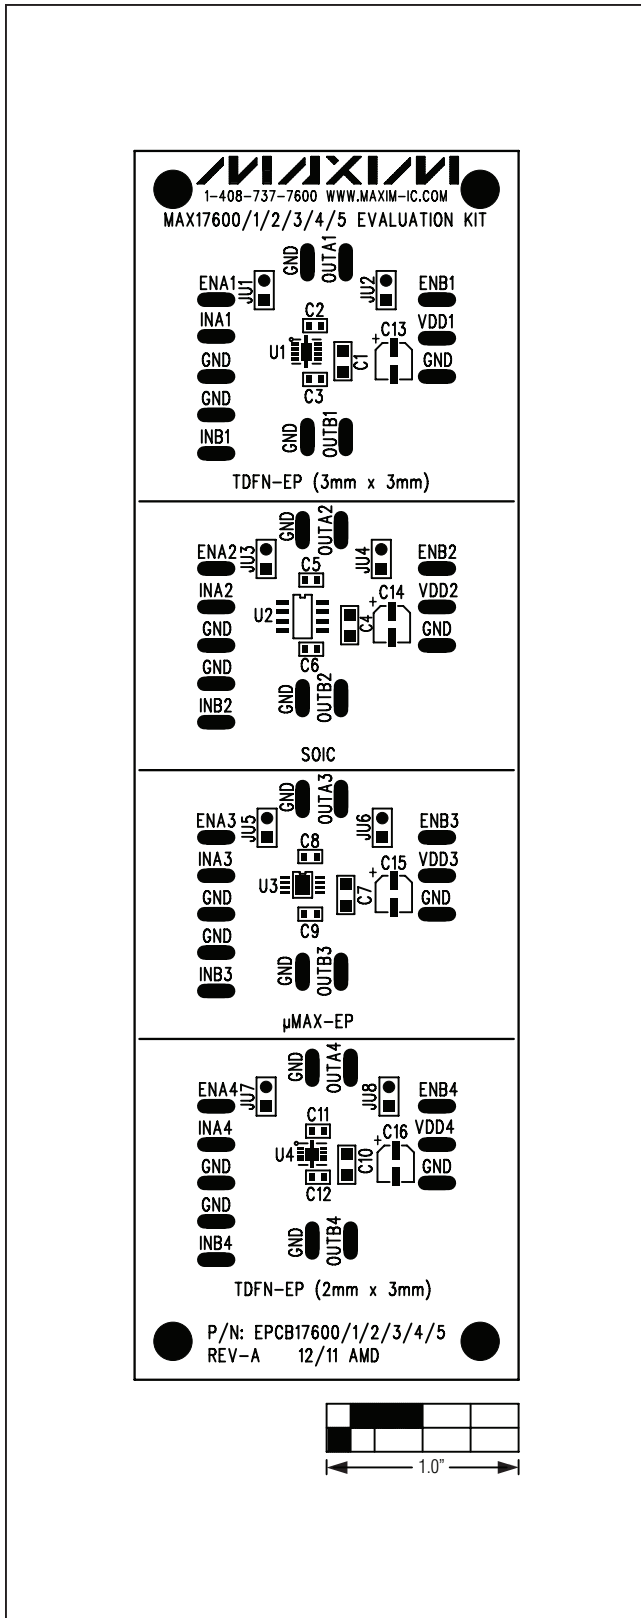 MAXIM
1-408-737-7600 WWW.MAXIM-IC.COM
MAX17600/1/2/3/4/5 EVALUATION KIT
GND
OUTA1
ENA1
JU1
JU2
ENB1
INA1
C2
C13
+
VDD1
U1
C1
GND
GND
C3
GND
INB1
GND
OUTB1
TDFN-EP (3mm x 3mm)
GND
OUTA2
ENA2
JU3
JU4
ENB2
C5
INA2
C14
+
VDD2
U2
C4
GND
GND
C6
GND
INB2
GND
OUTB2
SOIC
GND
OUTA3
ENA3
JU5
JU6
ENB3
C8
INA3
C15
+
VDD3
U3
C7
GND
GND
C9
GND
INB3
GND
OUTB3
µMAX-EP
GND
OUTA4
ENA4
JU7
JU8
ENB4
C11
INA4
C16
+
VDD4
U4
C10
GND
GND
C12
GND
INB4
GND
OUTB4
TDFN-EP (2mm x 3mm)
P/N: EPCB17600/1/2/3/4/5
REV-A 12/11 AMD
1.0”